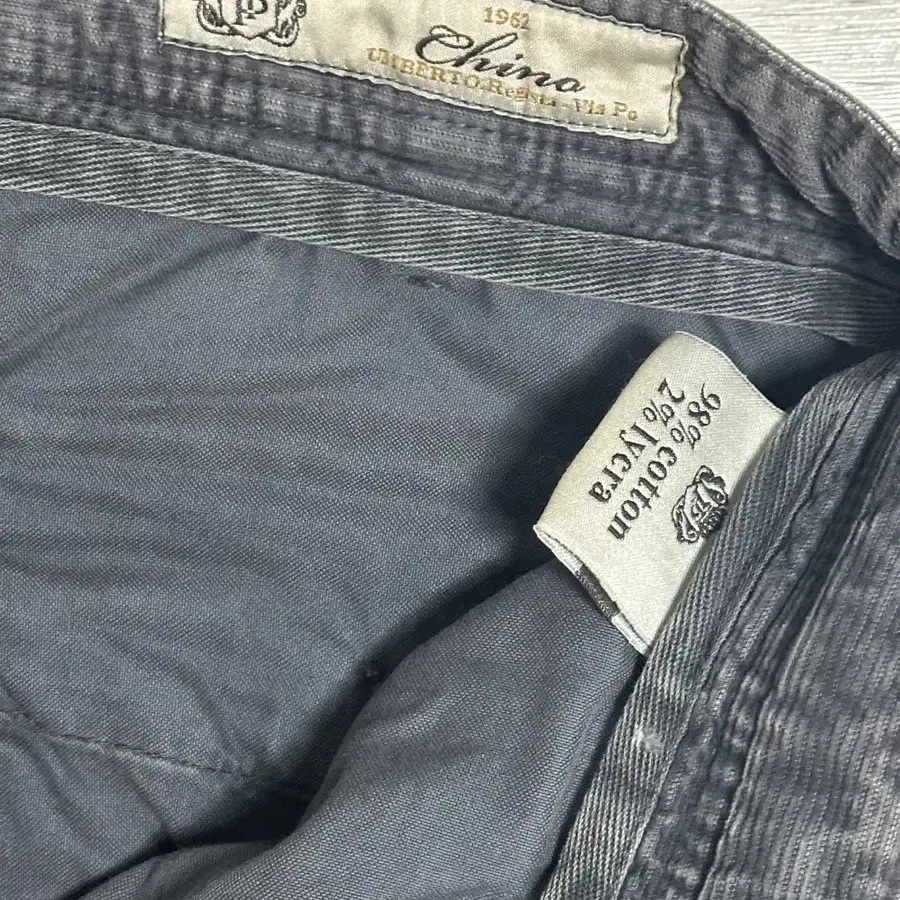 1962
Chino
UMBERTO. Via Po
98% cotton
2% lycra